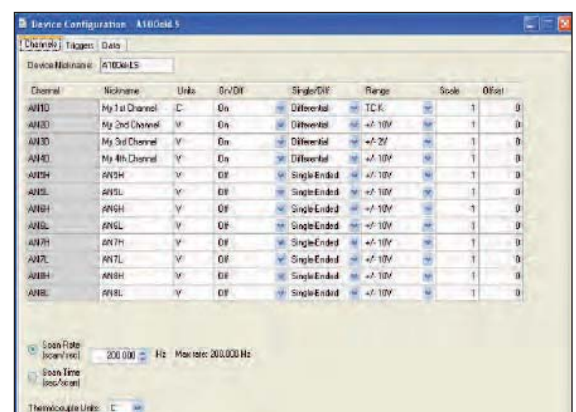 Device Configuration - A100eld-LS
Channels Triggers Data
Device Nickname: A100eld-LS
Channel Nickname Units On/Off Single/Diff Range Scale Offset
AN1D My 1st Channel C On Differential TC K 1 0
AN2D My 2nd Channel V On Differential +/- 10V 1 0
AN3D My 3rd Channel V On Differential +/- 2V 1 0
AN4D My 4th Channel V On Differential +/- 10V 1 0
AN5H AN5H V Off Single-Ended +/- 10V 1 0
AN5L AN5L V Off Single-Ended +/- 10V 1 0
AN6H AN6H V Off Single-Ended +/- 10V 1 0
AN6L AN6L V Off Single-Ended +/- 10V 1 0
AN7H AN7H V Off Single-Ended +/- 10V 1 0
AN7L AN7L V Off Single-Ended +/- 10V 1 0
AN8H AN8H V Off Single-Ended +/- 10V 1 0
AN8L AN8L V Off Single-Ended +/- 10V 1 0
Scan Rate
(scan/sec) 200.000 Hz Max rate: 200.000 Hz
Scan Time
(sec/scan)
Thermocouple Units: C